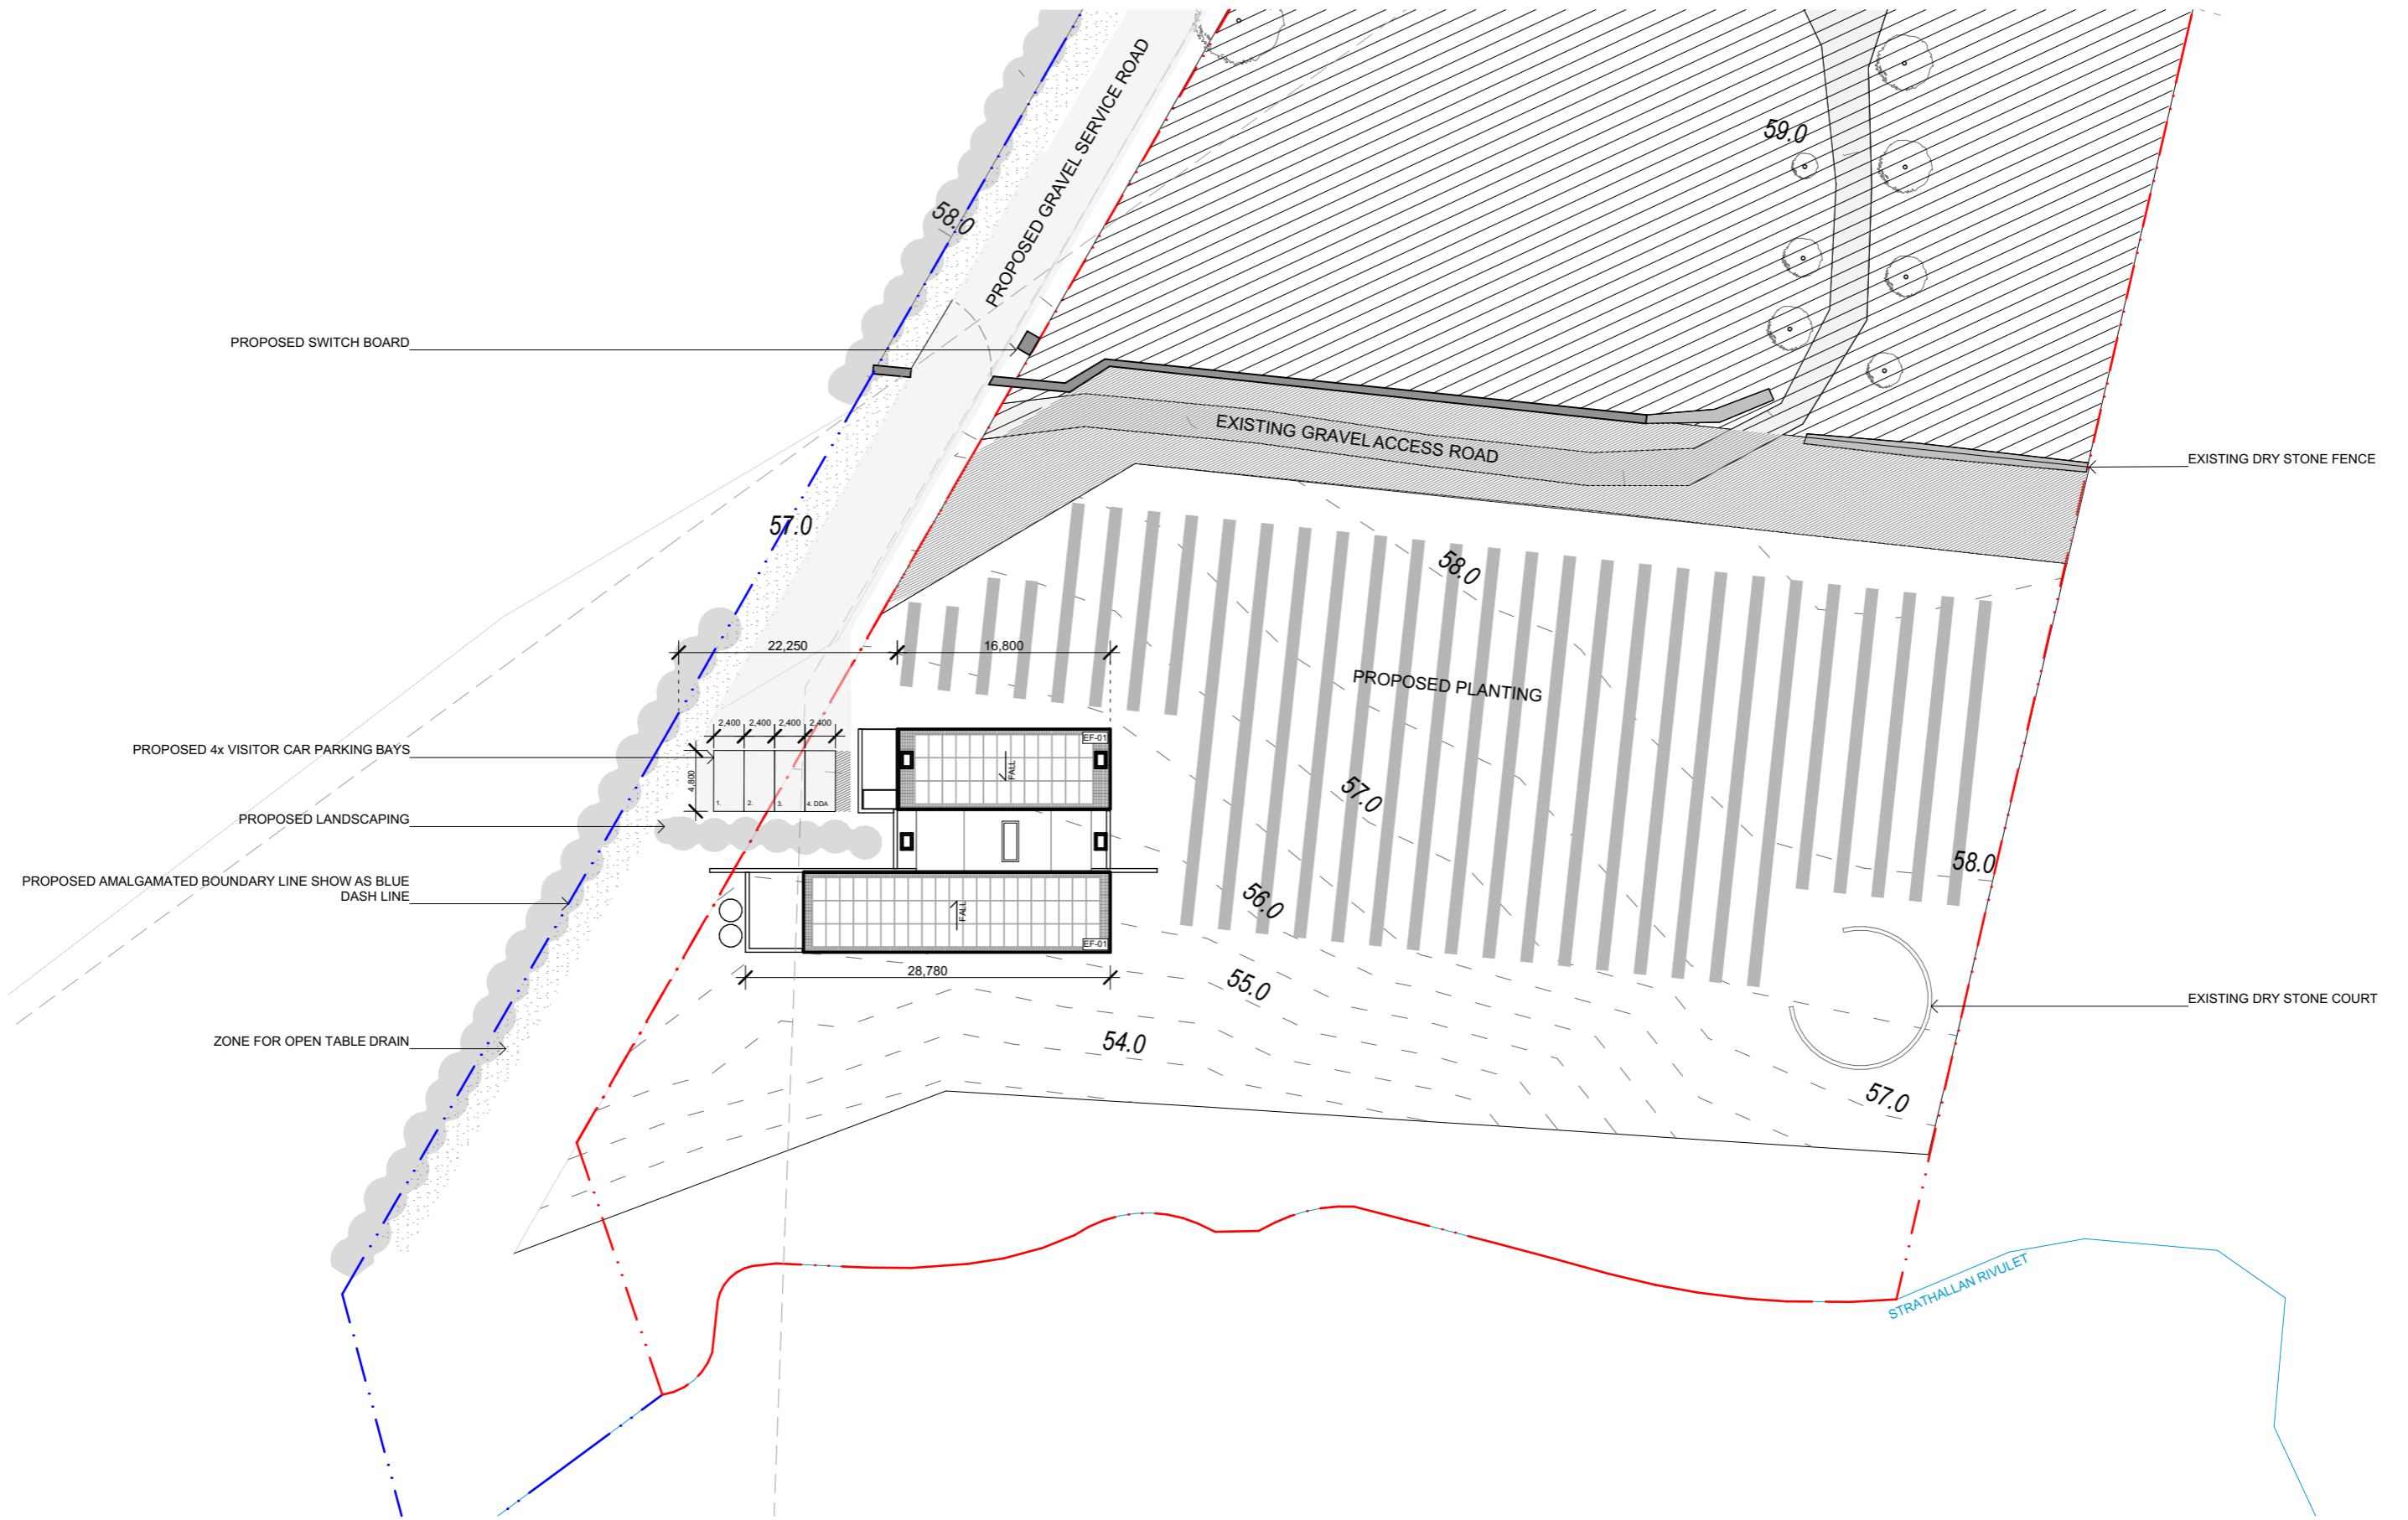 PROPOSED GRAVEL SERVICE ROAD
59.0
58.0
PROPOSED SWITCH BOARD
EXISTING GRAVEL ACCESS ROAD
EXISTING DRY STONE FENCE
57.0
58.0
22,250
16,800
PROPOSED PLANTING
2,400
2,400
2,400
2,400
PROPOSED 4x VISITOR CAR PARKING BAYS
EF-01
FALL
4,800
1.
2.
3.
4. DDA
57.0
PROPOSED LANDSCAPING
58.0
PROPOSED AMALGAMATED BOUNDARY LINE SHOW AS BLUE
DASH LINE
56.0
FALL
EF-01
28,780
55.0
EXISTING DRY STONE COURT
ZONE FOR OPEN TABLE DRAIN
54.0
57.0
STRATHALLAN RIVULET